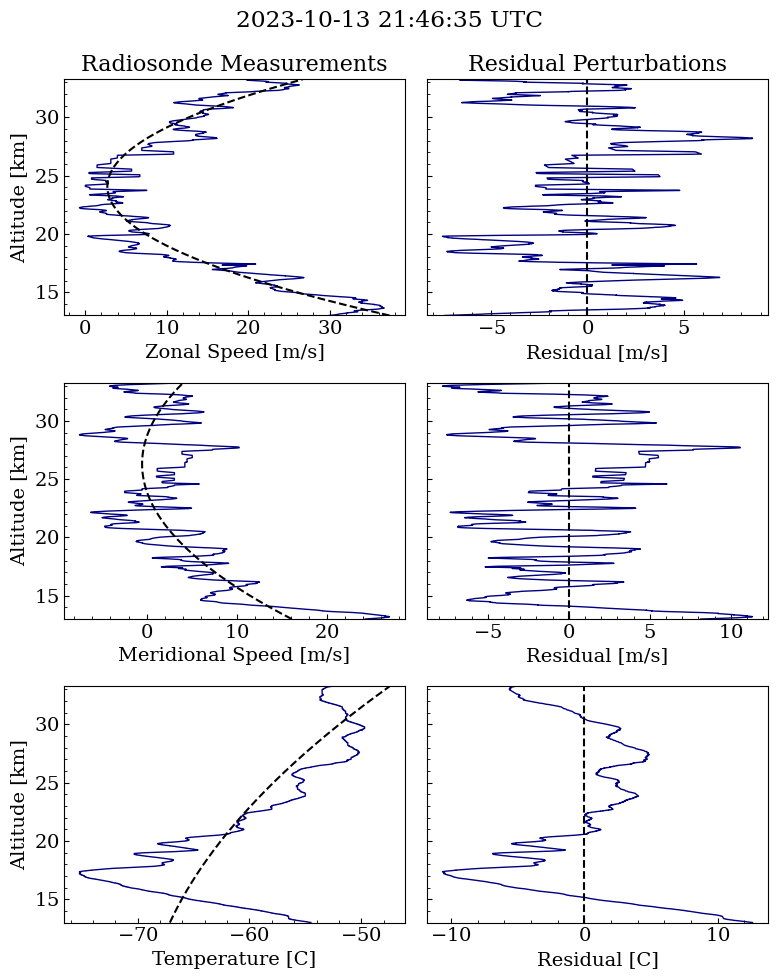 2023-10-13 21:46:35 UTC
Radiosonde Measurements
Residual Perturbations
Altitude [km]
30
25
20
15
0
10
20
30
Zonal Speed [m/s]
−5
0
5
Residual [m/s]
Altitude [km]
30
25
20
15
0
10
20
Meridional Speed [m/s]
−5
0
5
10
Residual [m/s]
Altitude [km]
30
25
20
15
−70
−60
−50
Temperature [C]
−10
0
10
Residual [C]